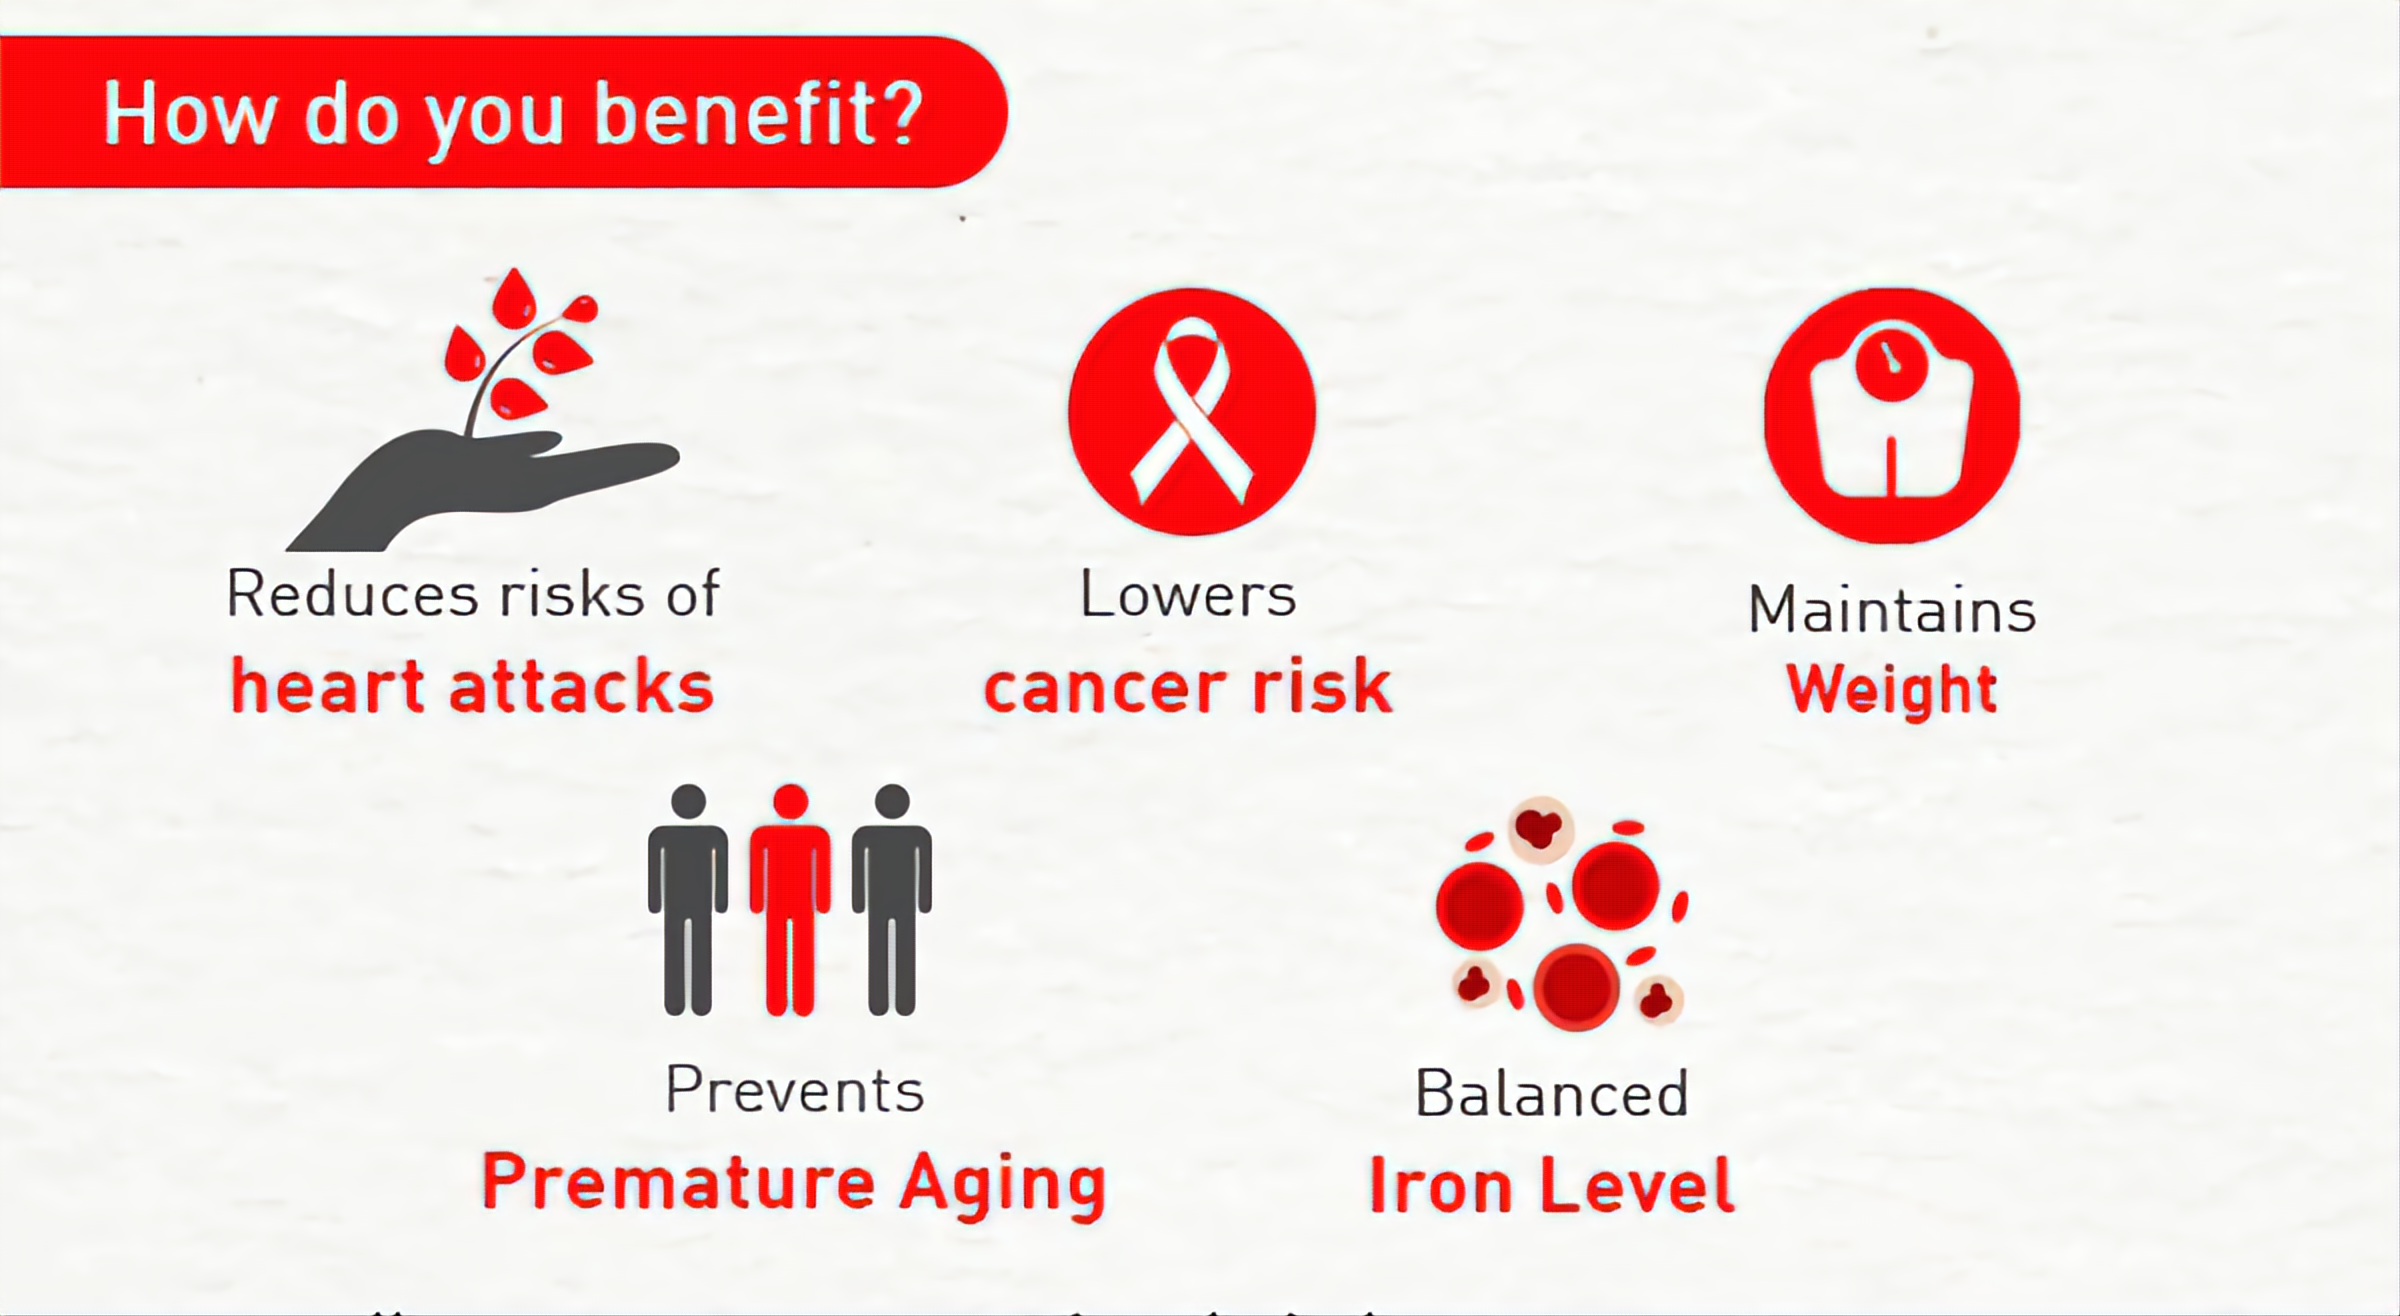 How do you benefit?
Reduces risks of
heart attacks
Lowers
cancer risk
Maintains
Weight
Prevents
Premature Aging
Balanced
Iron Level